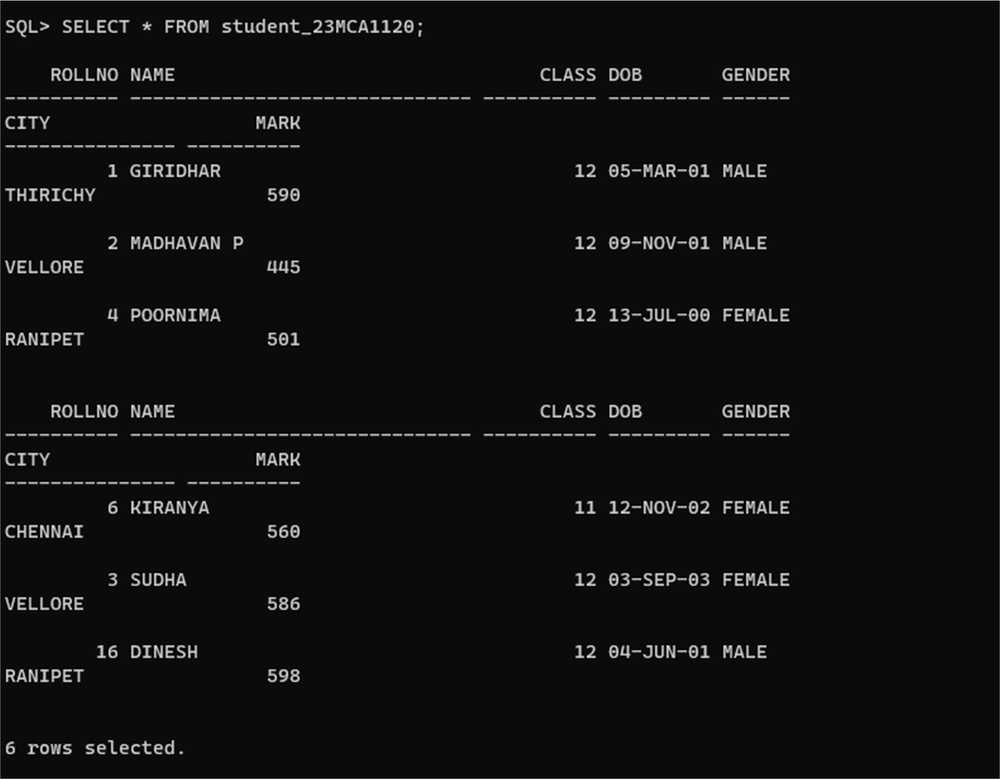 SQL> SELECT * FROM student_23MCA1120;

    ROLLNO NAME                                CLASS DOB       GENDER
---------- ------------------------------ ---------- --------- ------
CITY                  MARK
--------------- ----------
         1 GIRIDHAR                               12 05-MAR-01 MALE
THIRICHY               590

         2 MADHAVAN P                             12 09-NOV-01 MALE
VELLORE                445

         4 POORNIMA                               12 13-JUL-00 FEMALE
RANIPET                501


    ROLLNO NAME                                CLASS DOB       GENDER
---------- ------------------------------ ---------- --------- ------
CITY                  MARK
--------------- ----------
         6 KIRANYA                                11 12-NOV-02 FEMALE
CHENNAI                560

         3 SUDHA                                  12 03-SEP-03 FEMALE
VELLORE                586

        16 DINESH                                 12 04-JUN-01 MALE
RANIPET                598


6 rows selected.